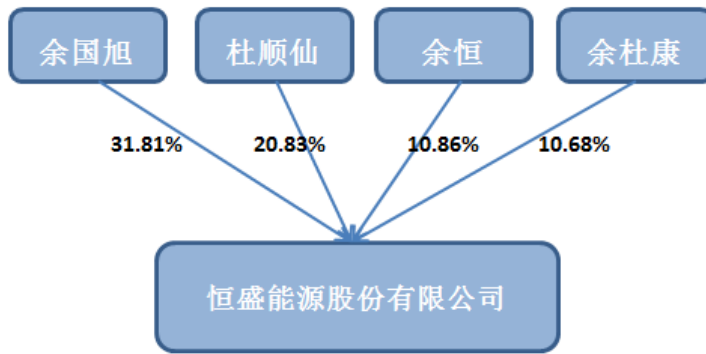 余国旭
杜顺仙
余恒
余杜康
31.81%
20.83%
10.86%
10.68%
恒盛能源股份有限公司